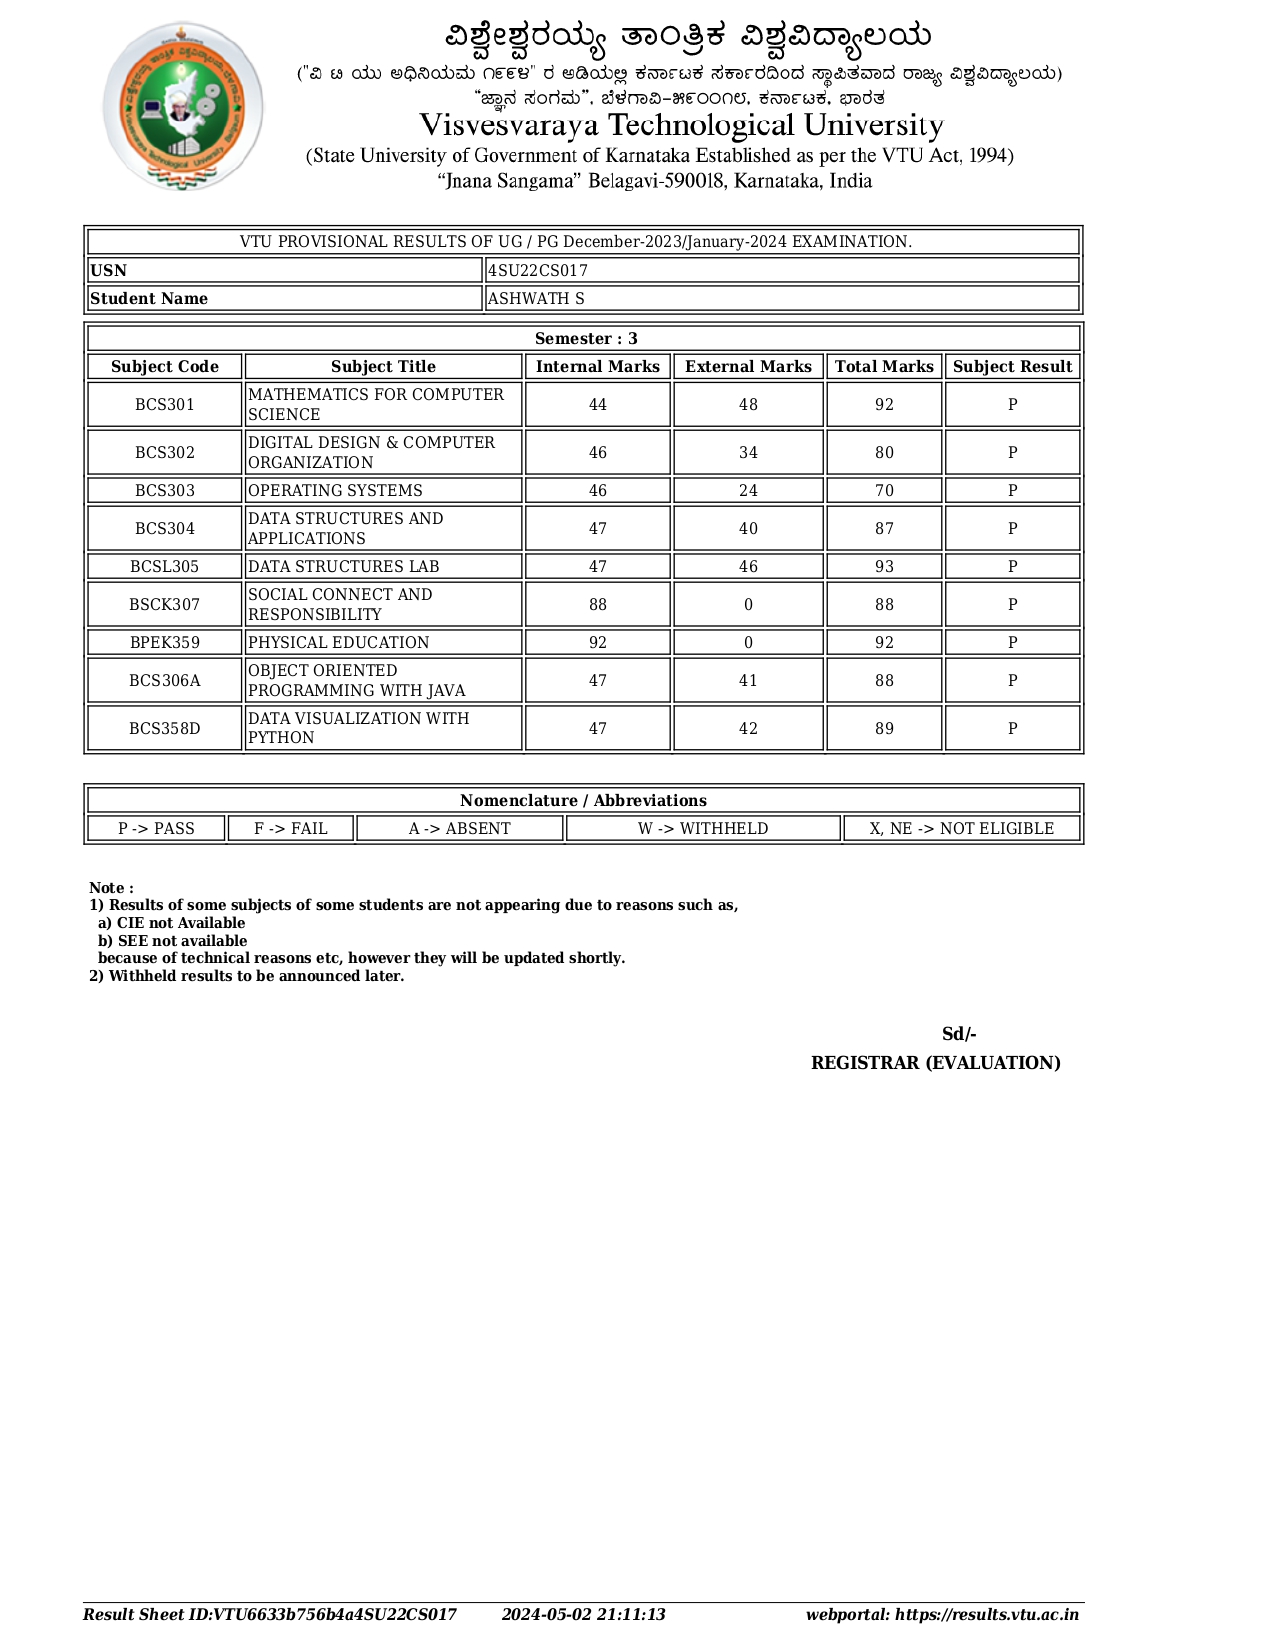 ವಿಶ್ವೇಶ್ವರಯ್ಯ ತಾಂತ್ರಿಕ ವಿಶ್ವವಿದ್ಯಾಲಯ
("ವಿ ಟಿ ಯು ಅಧಿನಿಯಮ ೧೯೯೪" ರ ಅಡಿಯಲ್ಲಿ ಕರ್ನಾಟಕ ಸರ್ಕಾರದಿಂದ ಸ್ಥಾಪಿತವಾದ ರಾಜ್ಯ ವಿಶ್ವವಿದ್ಯಾಲಯ)
“ಜ್ಞಾನ ಸಂಗಮ”, ಬೆಳಗಾವಿ–೫೯೦೦೧೮, ಕರ್ನಾಟಕ, ಭಾರತ
Visvesvaraya Technological University
(State University of Government of Karnataka Established as per the VTU Act, 1994)
“Jnana Sangama” Belagavi-590018, Karnataka, India
VTU PROVISIONAL RESULTS OF UG / PG December-2023/January-2024 EXAMINATION.
USN 4SU22CS017
Student Name ASHWATH S
Semester : 3
Subject Code Subject Title Internal Marks External Marks Total Marks Subject Result
BCS301 MATHEMATICS FOR COMPUTER SCIENCE 44 48 92 P
BCS302 DIGITAL DESIGN & COMPUTER ORGANIZATION 46 34 80 P
BCS303 OPERATING SYSTEMS 46 24 70 P
BCS304 DATA STRUCTURES AND APPLICATIONS 47 40 87 P
BCSL305 DATA STRUCTURES LAB 47 46 93 P
BSCK307 SOCIAL CONNECT AND RESPONSIBILITY 88 0 88 P
BPEK359 PHYSICAL EDUCATION 92 0 92 P
BCS306A OBJECT ORIENTED PROGRAMMING WITH JAVA 47 41 88 P
BCS358D DATA VISUALIZATION WITH PYTHON 47 42 89 P
Nomenclature / Abbreviations
P -> PASS F -> FAIL A -> ABSENT W -> WITHHELD X, NE -> NOT ELIGIBLE
Note :
1) Results of some subjects of some students are not appearing due to reasons such as,
a) CIE not Available
b) SEE not available
because of technical reasons etc, however they will be updated shortly.
2) Withheld results to be announced later.
Sd/-
REGISTRAR (EVALUATION)
Result Sheet ID:VTU6633b756b4a4SU22CS017 2024-05-02 21:11:13 webportal: https://results.vtu.ac.in